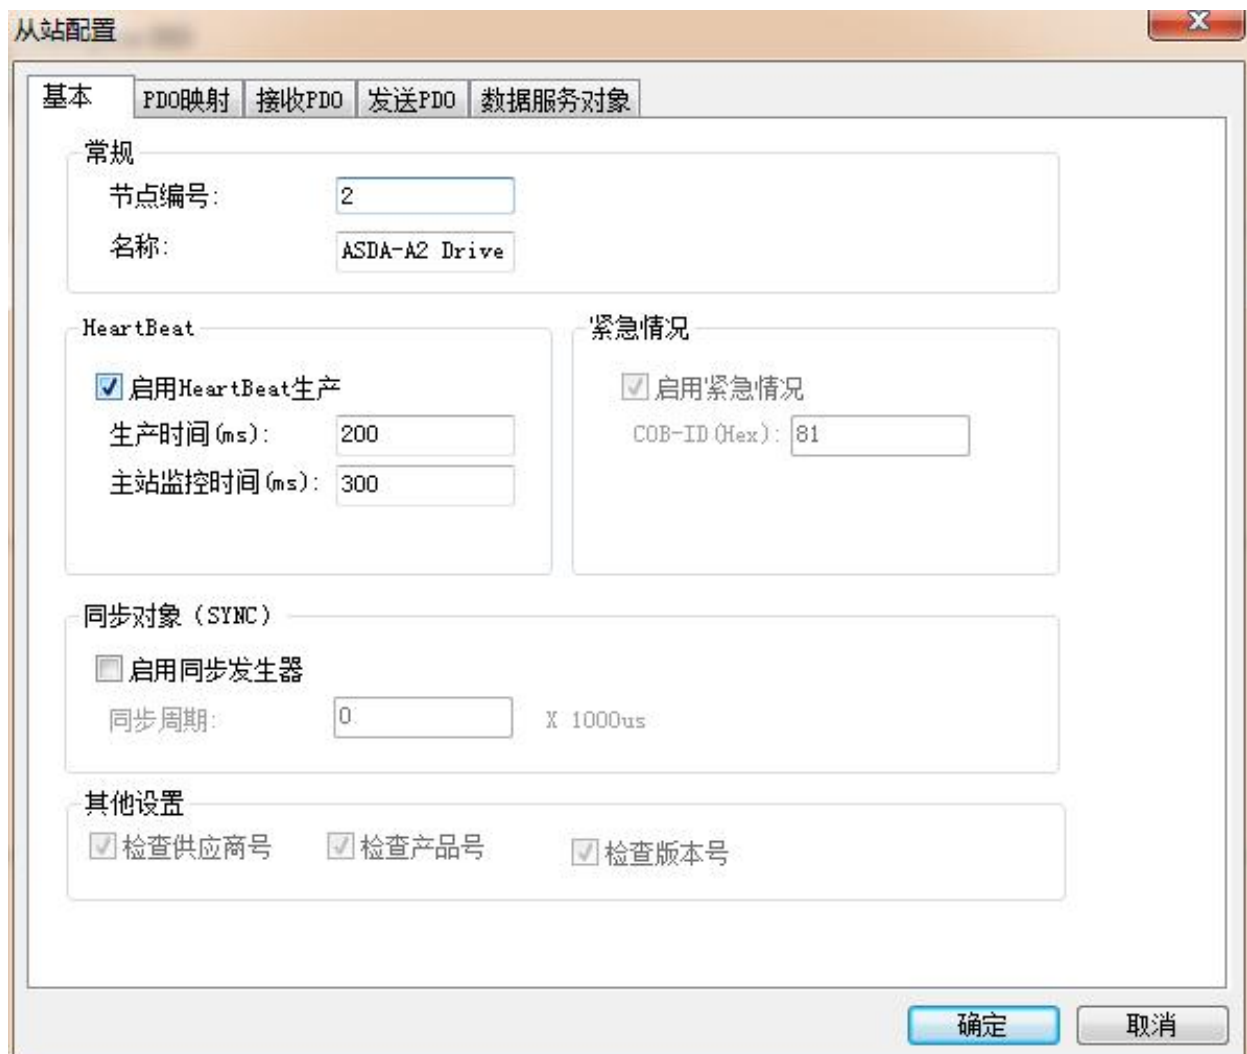 从站配置
基本 PDO映射 接收PDO 发送PDO 数据服务对象
常规
节点编号: 2
名称: ASDA-A2 Drive
HeartBeat 紧急情况
启用HeartBeat生产 启用紧急情况
生产时间(ms): 200 COB-ID(Hex): 81
主站监控时间(ms): 300
同步对象 (SYNC)
启用同步发生器
同步周期: 0 X 1000us
其他设置
检查供应商号 检查产品号 检查版本号
确定 取消